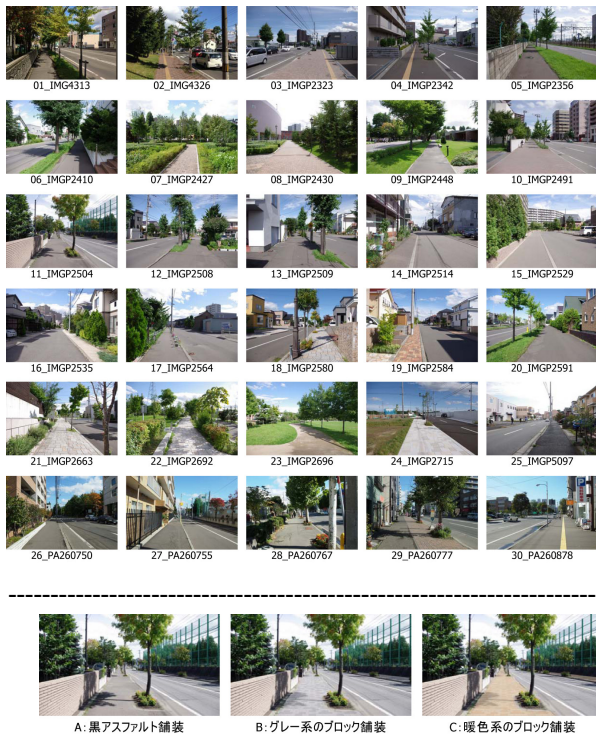 01_IMG4313 02_IMG4326 03_IMGP2323 04_IMGP2342 05_IMGP2356
06_IMGP2410 07_IMGP2427 08_IMGP2430 09_IMGP2448 10_IMGP2491
11_IMGP2504 12_IMGP2508 13_IMGP2509 14_IMGP2514 15_IMGP2529
16_IMGP2535 17_IMGP2564 18_IMGP2580 19_IMGP2584 20_IMGP2591
21_IMGP2663 22_IMGP2692 23_IMGP2696 24_IMGP2715 25_IMGP5097
26_PA260750 27_PA260755 28_PA260767 29_PA260777 30_PA260878
A:黒アスファルト舗装 B:グレー系のブロック舗装 C:暖色系のブロック舗装